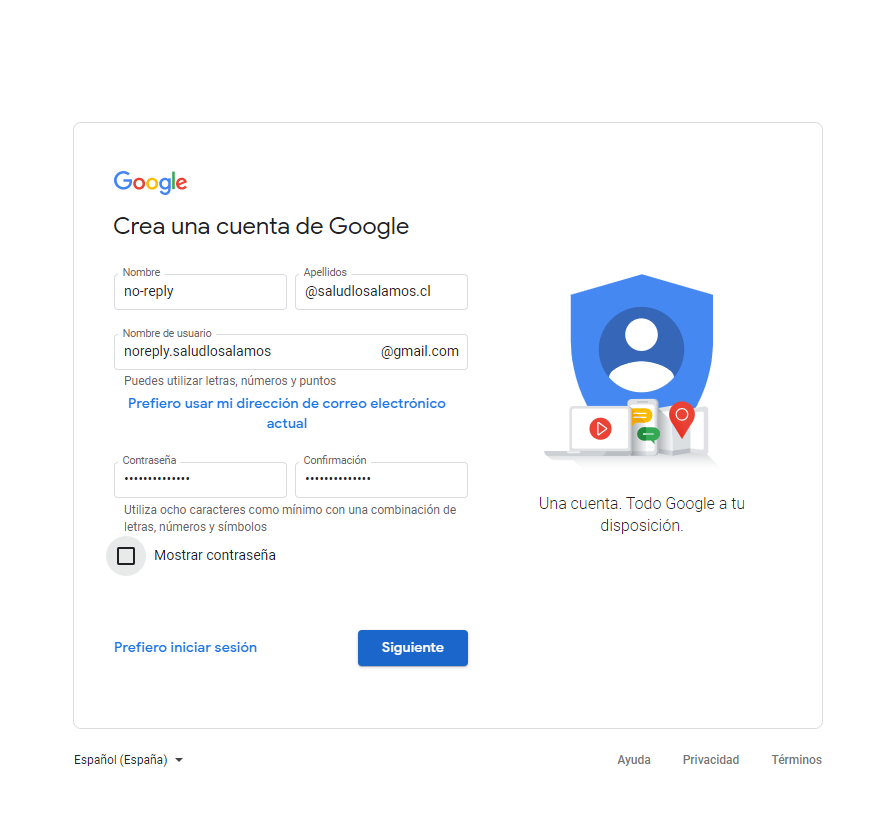 Google
Crea una cuenta de Google
Nombre
Apellidos
no-reply
@saludlosalamos.cl
Nombre de usuario
noreply.saludlosalamos
@gmail.com
Puedes utilizar letras, números y puntos
Prefiero usar mi dirección de correo electrónico
actual
Contraseña
Confirmación
••••••••••••••
••••••••••••••
Utiliza ocho caracteres como mínimo con una combinación de
letras, números y símbolos
Mostrar contraseña
Prefiero iniciar sesión
Siguiente
Una cuenta. Todo Google a tu
disposición.
Español (España)
Ayuda
Privacidad
Términos